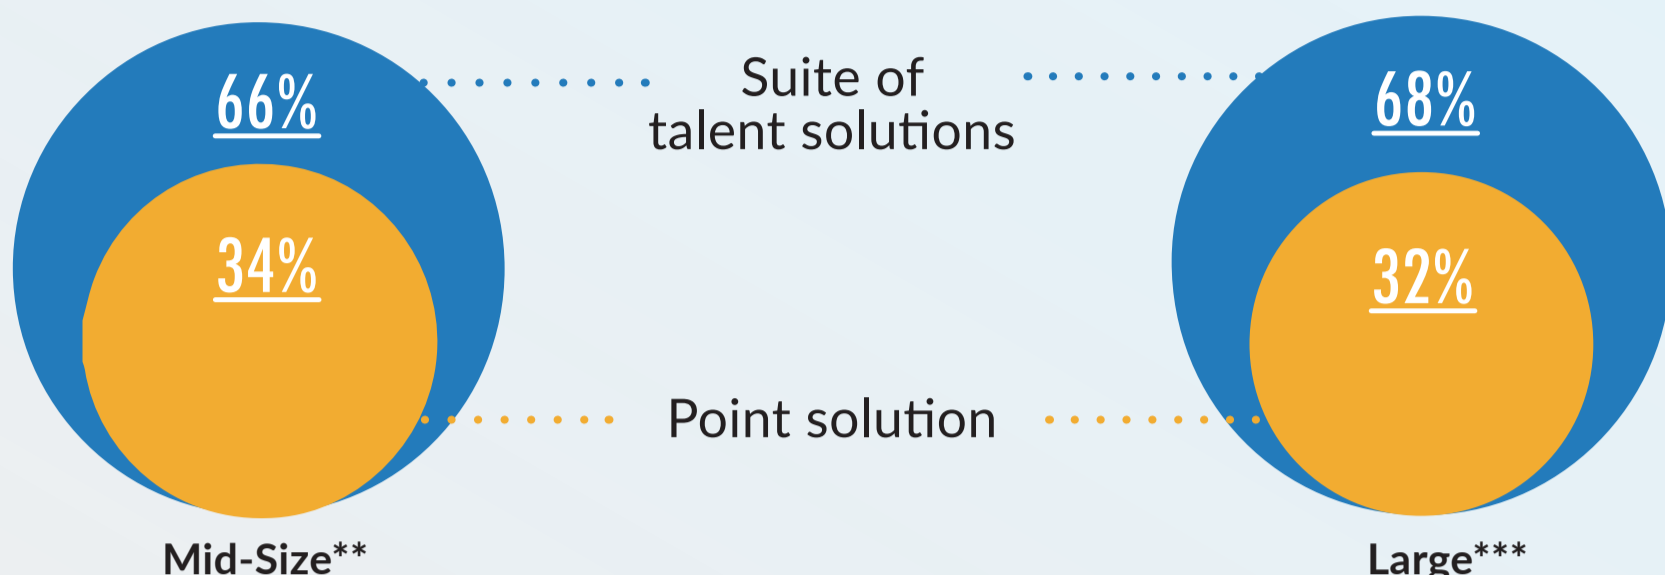 66%
34%
Mid-Size**
Suite of
talent solutions
Point solution
68%
32%
Large***